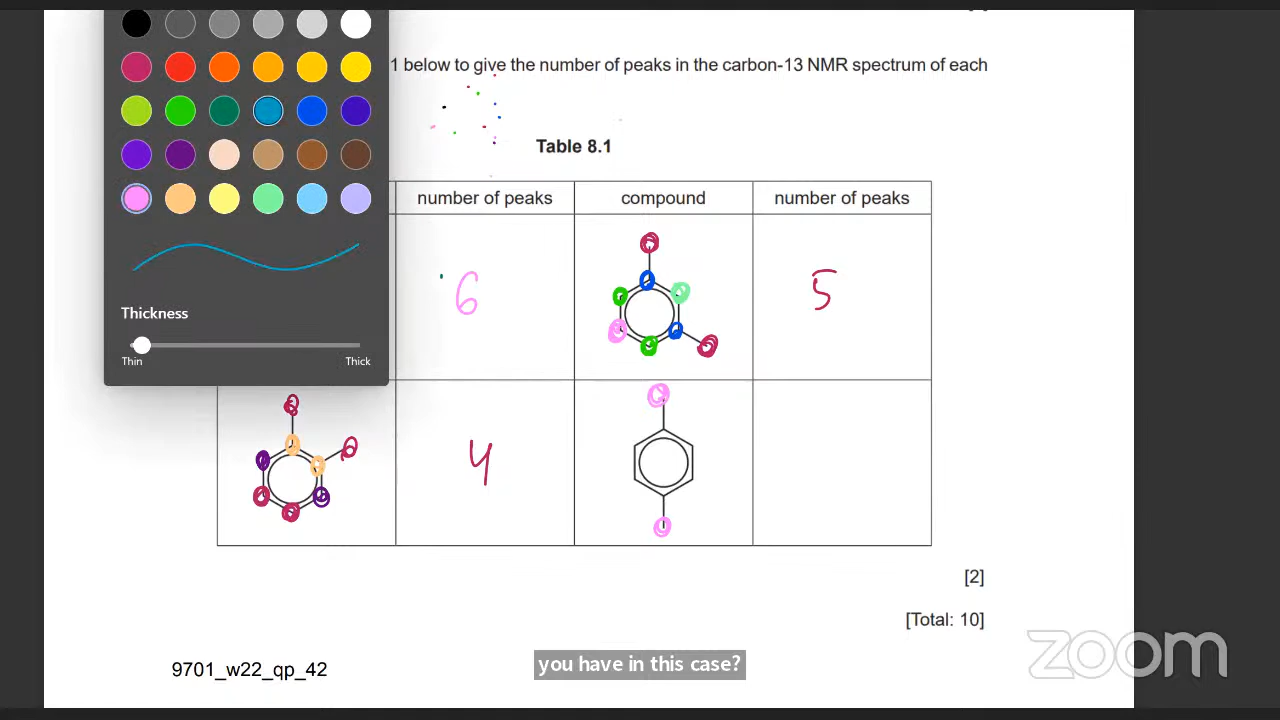 1 below to give the number of peaks in the carbon-13 NMR spectrum of each
Table 8.1
number of peaks compound number of peaks
6 5
Thickness
Thin Thick
4
[2]
[Total: 10]
zoom
you have in this case?
9701_w22_qp_42